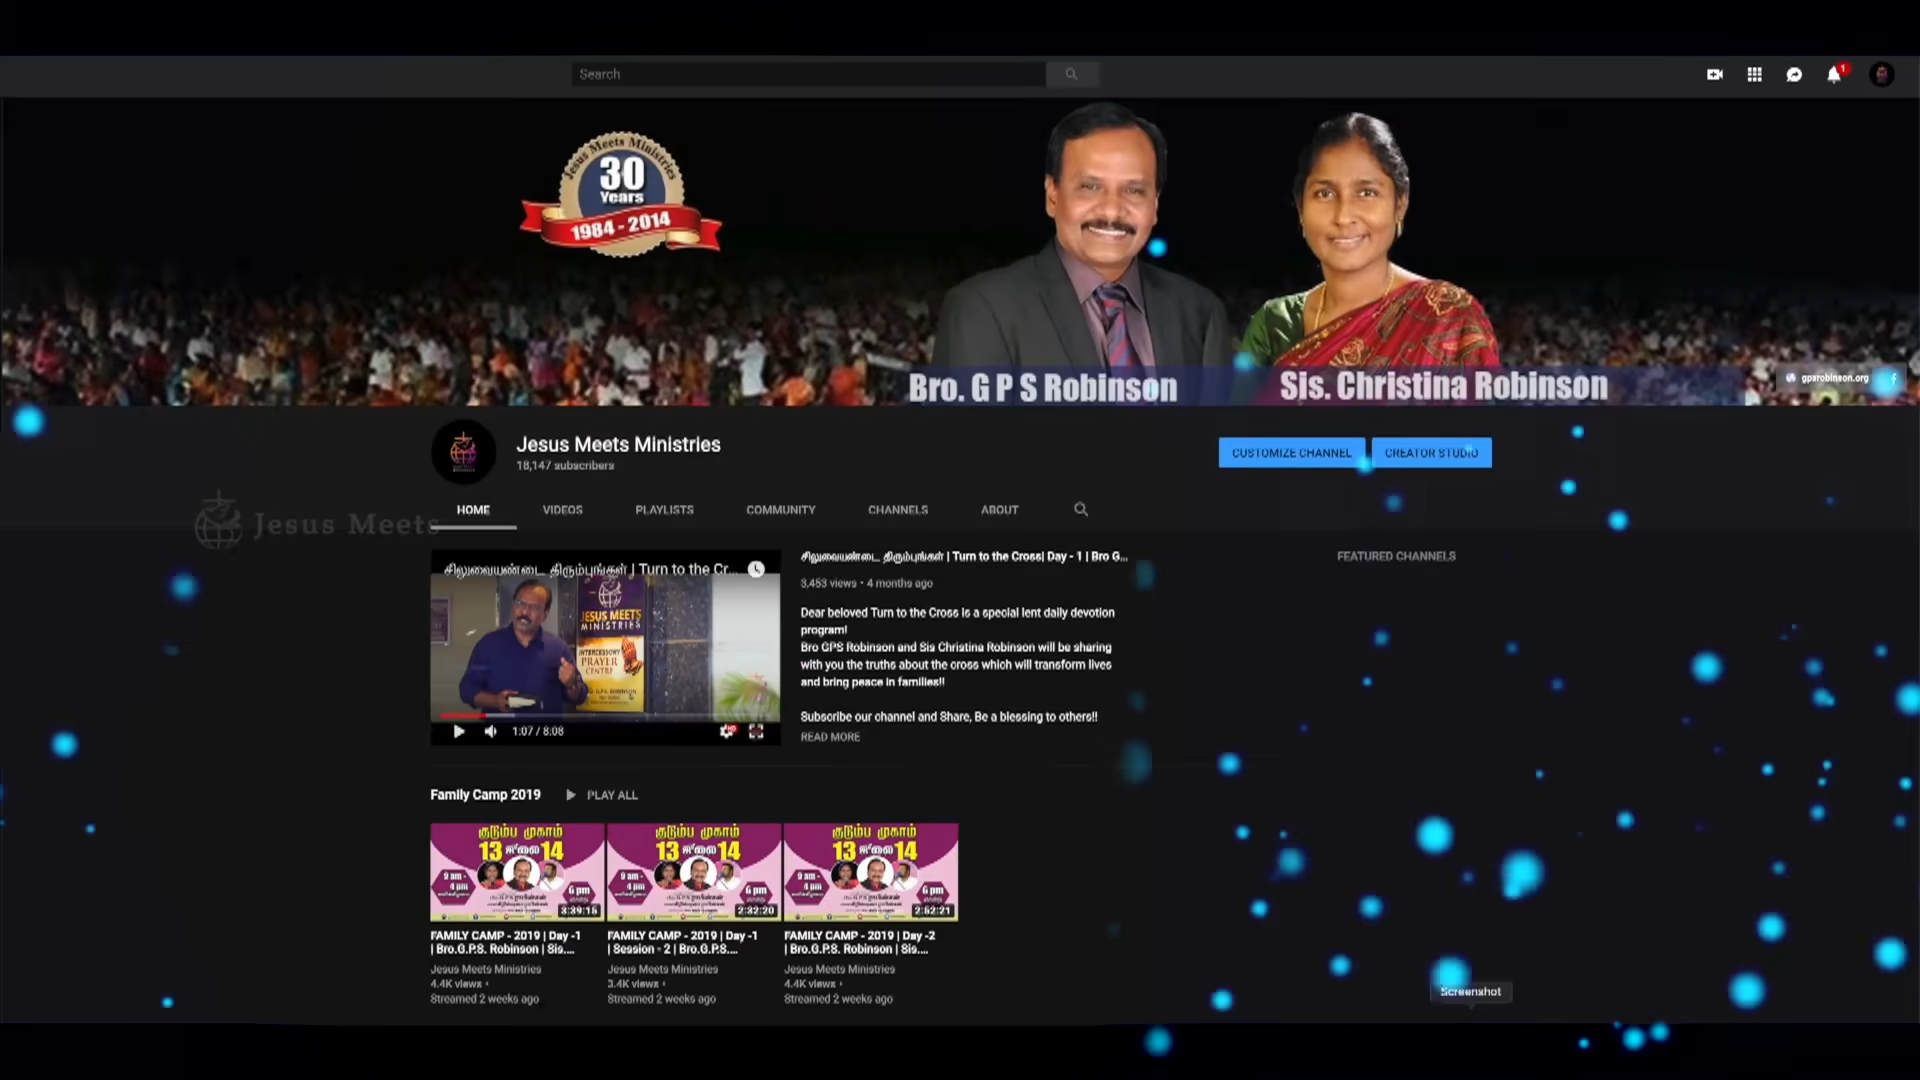 Search
1
Jesus Meets Ministries
30
Years
1984 - 2014
Bro. G P S Robinson
Sis. Christina Robinson
gpsrobinson.org
Jesus Meets Ministries
18,147 subscribers
CUSTOMIZE CHANNEL
CREATOR STUDIO
HOME
VIDEOS
PLAYLISTS
COMMUNITY
CHANNELS
ABOUT
Jesus Meets
சிலுவையண்டை திரும்புங்கள் | Turn to the Cr...
JESUS MEETS
MINISTRIES
INTERCESSORY
PRAYER
CENTRE
1:07 / 8:08
சிலுவையண்டை திரும்புங்கள் | Turn to the Cross| Day - 1 | Bro G...
3,453 views • 4 months ago
Dear beloved Turn to the Cross is a special lent daily devotion
program!
Bro GPS Robinson and Sis Christina Robinson will be sharing
with you the truths about the cross which will transform lives
and bring peace in families!!
Subscribe our channel and Share, Be a blessing to others!!
READ MORE
FEATURED CHANNELS
Family Camp 2019
PLAY ALL
குடும்ப முகாம்
13 ஜூலை 14
9 am -
4 pm
6 pm
3:39:15
குடும்ப முகாம்
13 ஜூலை 14
9 am -
4 pm
6 pm
2:32:20
குடும்ப முகாம்
13 ஜூலை 14
9 am -
4 pm
6 pm
2:52:21
FAMILY CAMP - 2019 | Day -1
| Bro.G.P.S. Robinson | Sis....
Jesus Meets Ministries
4.4K views •
Streamed 2 weeks ago
FAMILY CAMP - 2019 | Day -1
| Session - 2 | Bro.G.P.S....
Jesus Meets Ministries
3.4K views •
Streamed 2 weeks ago
FAMILY CAMP - 2019 | Day -2
| Bro.G.P.S. Robinson | Sis....
Jesus Meets Ministries
4.4K views •
Streamed 2 weeks ago
Screenshot